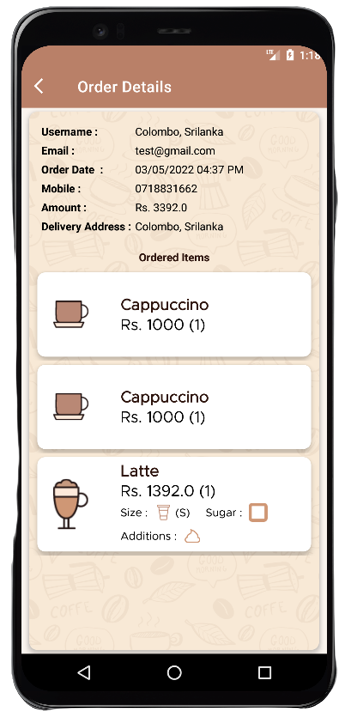 LTE 1:18
Order Details
Username : Colombo, Srilanka
Email : test@gmail.com
Order Date : 03/05/2022 04:37 PM
Mobile : 0718831662
Amount : Rs. 3392.0
Delivery Address : Colombo, Srilanka
Ordered Items
Cappuccino
Rs. 1000 (1)
Cappuccino
Rs. 1000 (1)
Latte
Rs. 1392.0 (1)
Size : (S) Sugar :
Additions :